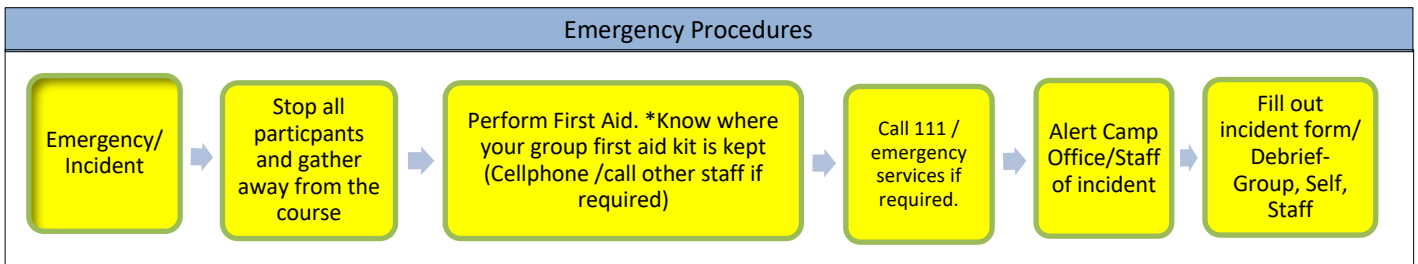 Emergency Procedures
Emergency/
Incident
Stop all
particpants
and gather
away from the
course
Perform First Aid. *Know where
your group first aid kit is kept
(Cellphone /call other staff if
required)
Call 111 /
emergency
services if
required.
Alert Camp
Office/Staff
of incident
Fill out
incident form/
Debrief-
Group, Self,
Staff